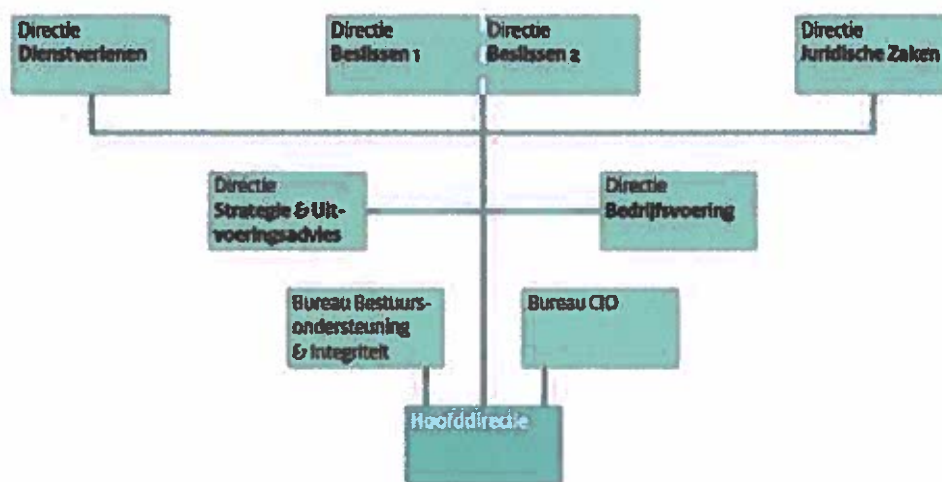 Directie
Dienstverlenen
Directie
Beslissen 1
Directie
Beslissen 2
Directie
Juridische Zaken
Directie
Strategie & Uit-
voeringsadvies
Directie
Bedrijfsvoering
Bureau Bestuurs-
ondersteuning
& Integriteit
Bureau CIO
Hoofddirectie